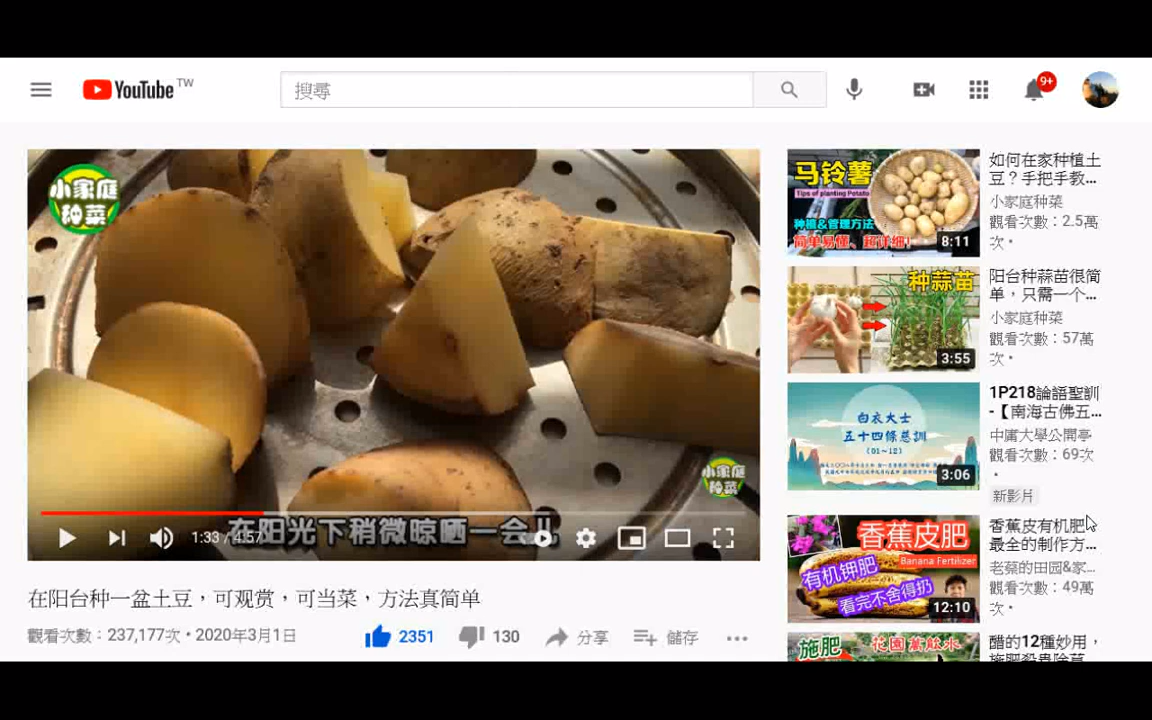 YouTube TW
搜尋
9+
小家庭
种菜
小家庭
种菜
在阳光下稍微晾晒一会儿
1:33 / 4:57
在阳台种一盆土豆，可观赏，可当菜，方法真简单
觀看次數：237,177次 • 2020年3月1日
2351
130
分享
儲存
马铃薯
Tips of planting Potato
种植&管理方法
简单易懂、超详细!
8:11
如何在家种植土
豆？手把手教...
小家庭种菜
觀看次數：2.5萬
次 •
种蒜苗
3:55
阳台种蒜苗很简
单，只需一个...
小家庭种菜
觀看次數：57萬
次 •
白衣大士
五十四條慈訓
(01~12)
3:06
1P218論語聖訓
-【南海古佛五...
中庸大學公開亭
觀看次數：69次
•
新影片
香蕉皮肥
Banana Fertilizer
有机钾肥
看完不舍得扔
12:10
香蕉皮有机肥
最全的制作方...
老蔡的田园&家...
觀看次數：49萬
次 •
施肥
花園萬能水
醋的12種妙用，